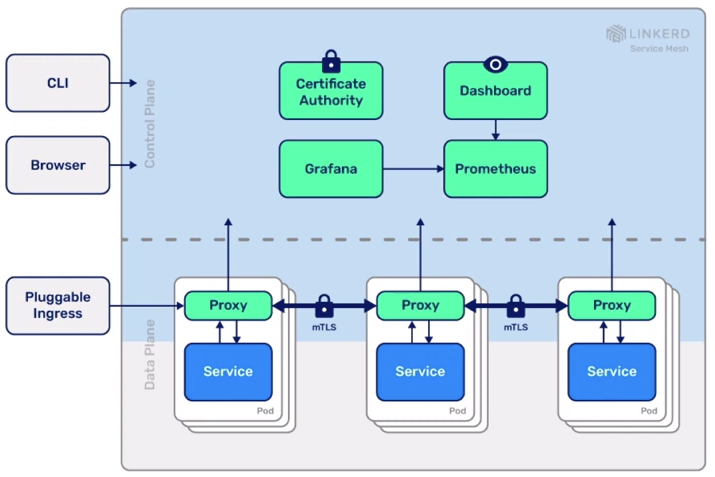 LINKERD
Service Mesh
CLI
Browser
Pluggable
Ingress
Control Plane
Certificate
Authority
Dashboard
Grafana
Prometheus
Data Plane
Proxy
mTLS
Proxy
mTLS
Proxy
Service
Service
Service
Pod
Pod
Pod